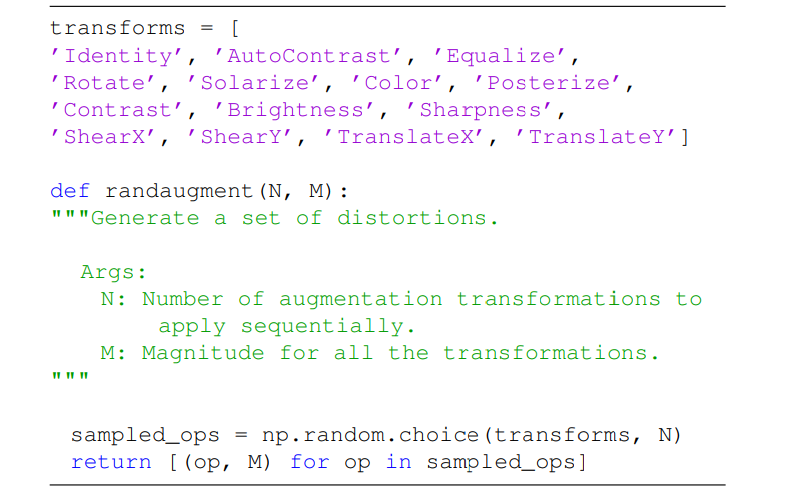 transforms = [
’Identity’, ’AutoContrast’, ’Equalize’,
’Rotate’, ’Solarize’, ’Color’, ’Posterize’,
’Contrast’, ’Brightness’, ’Sharpness’,
’ShearX’, ’ShearY’, ’TranslateX’, ’TranslateY’]
def randaugment(N, M):
"""Generate a set of distortions.
Args:
N: Number of augmentation transformations to
apply sequentially.
M: Magnitude for all the transformations.
"""
sampled_ops = np.random.choice(transforms, N)
return [(op, M) for op in sampled_ops]